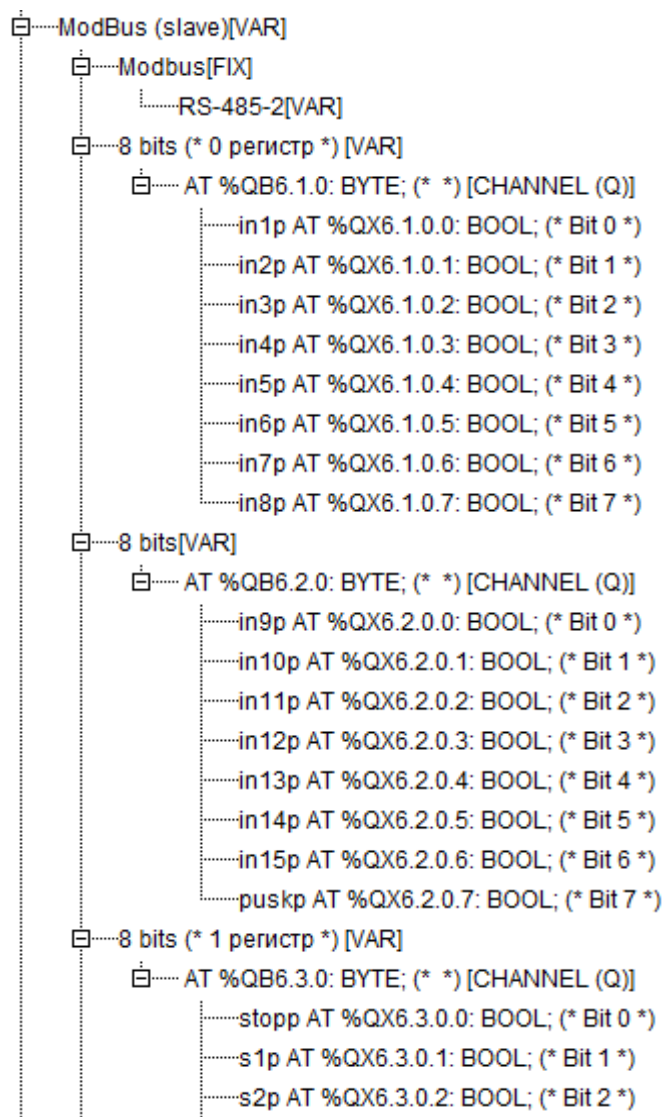 ModBus (slave)[VAR]
Modbus[FIX]
RS-485-2[VAR]
8 bits (* 0 регистр *) [VAR]
AT %QB6.1.0: BYTE; (* *) [CHANNEL (Q)]
in1p AT %QX6.1.0.0: BOOL; (* Bit 0 *)
in2p AT %QX6.1.0.1: BOOL; (* Bit 1 *)
in3p AT %QX6.1.0.2: BOOL; (* Bit 2 *)
in4p AT %QX6.1.0.3: BOOL; (* Bit 3 *)
in5p AT %QX6.1.0.4: BOOL; (* Bit 4 *)
in6p AT %QX6.1.0.5: BOOL; (* Bit 5 *)
in7p AT %QX6.1.0.6: BOOL; (* Bit 6 *)
in8p AT %QX6.1.0.7: BOOL; (* Bit 7 *)
8 bits[VAR]
AT %QB6.2.0: BYTE; (* *) [CHANNEL (Q)]
in9p AT %QX6.2.0.0: BOOL; (* Bit 0 *)
in10p AT %QX6.2.0.1: BOOL; (* Bit 1 *)
in11p AT %QX6.2.0.2: BOOL; (* Bit 2 *)
in12p AT %QX6.2.0.3: BOOL; (* Bit 3 *)
in13p AT %QX6.2.0.4: BOOL; (* Bit 4 *)
in14p AT %QX6.2.0.5: BOOL; (* Bit 5 *)
in15p AT %QX6.2.0.6: BOOL; (* Bit 6 *)
puskp AT %QX6.2.0.7: BOOL; (* Bit 7 *)
8 bits (* 1 регистр *) [VAR]
AT %QB6.3.0: BYTE; (* *) [CHANNEL (Q)]
stopp AT %QX6.3.0.0: BOOL; (* Bit 0 *)
s1p AT %QX6.3.0.1: BOOL; (* Bit 1 *)
s2p AT %QX6.3.0.2: BOOL; (* Bit 2 *)